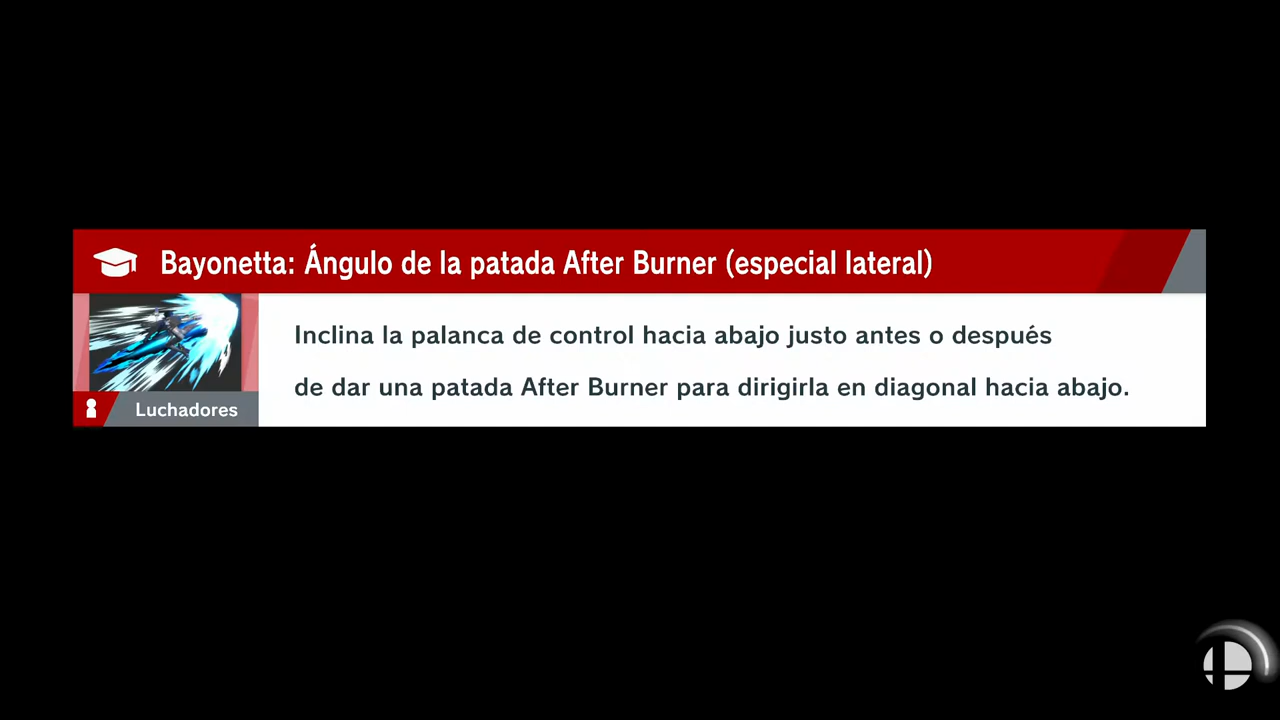 Bayonetta: Ángulo de la patada After Burner (especial lateral)
Inclina la palanca de control hacia abajo justo antes o después
de dar una patada After Burner para dirigirla en diagonal hacia abajo.
Luchadores